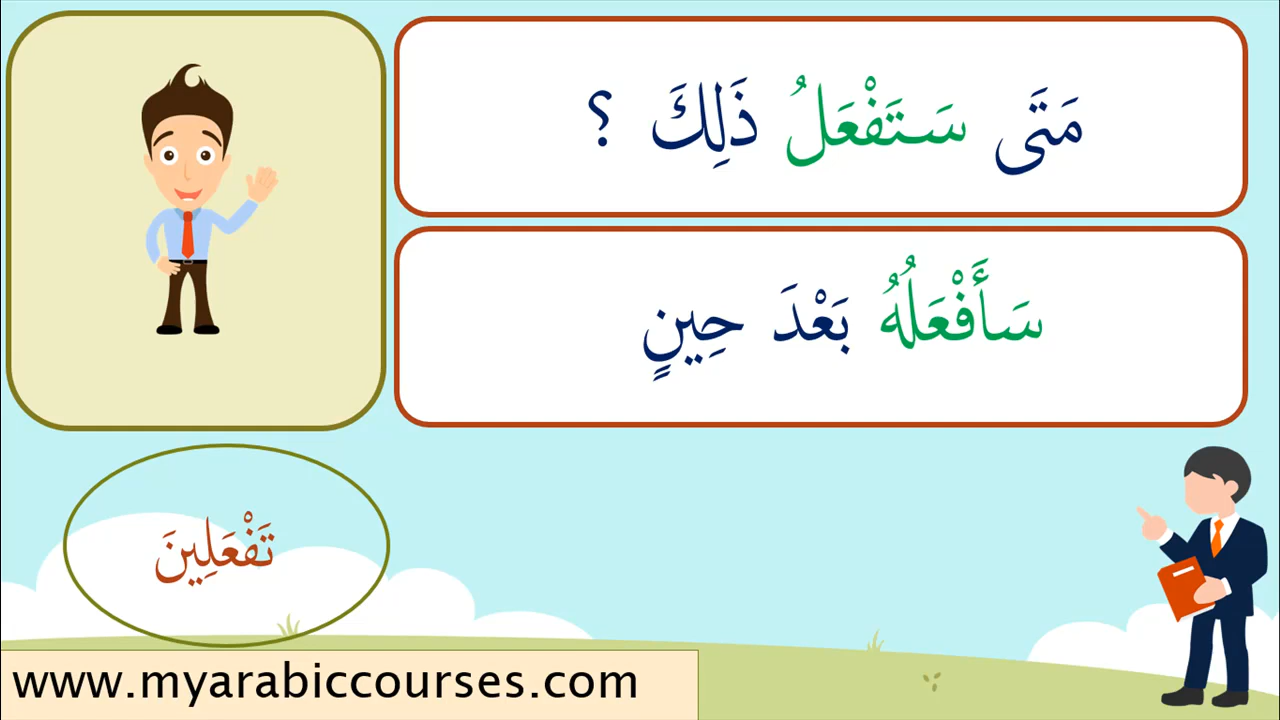 مَتَى سَتَفْعَلُ ذَلِكَ ؟
سَأَفْعَلُهُ بَعْدَ حِينٍ
تَفْعَلِينَ
www.myarabiccourses.com